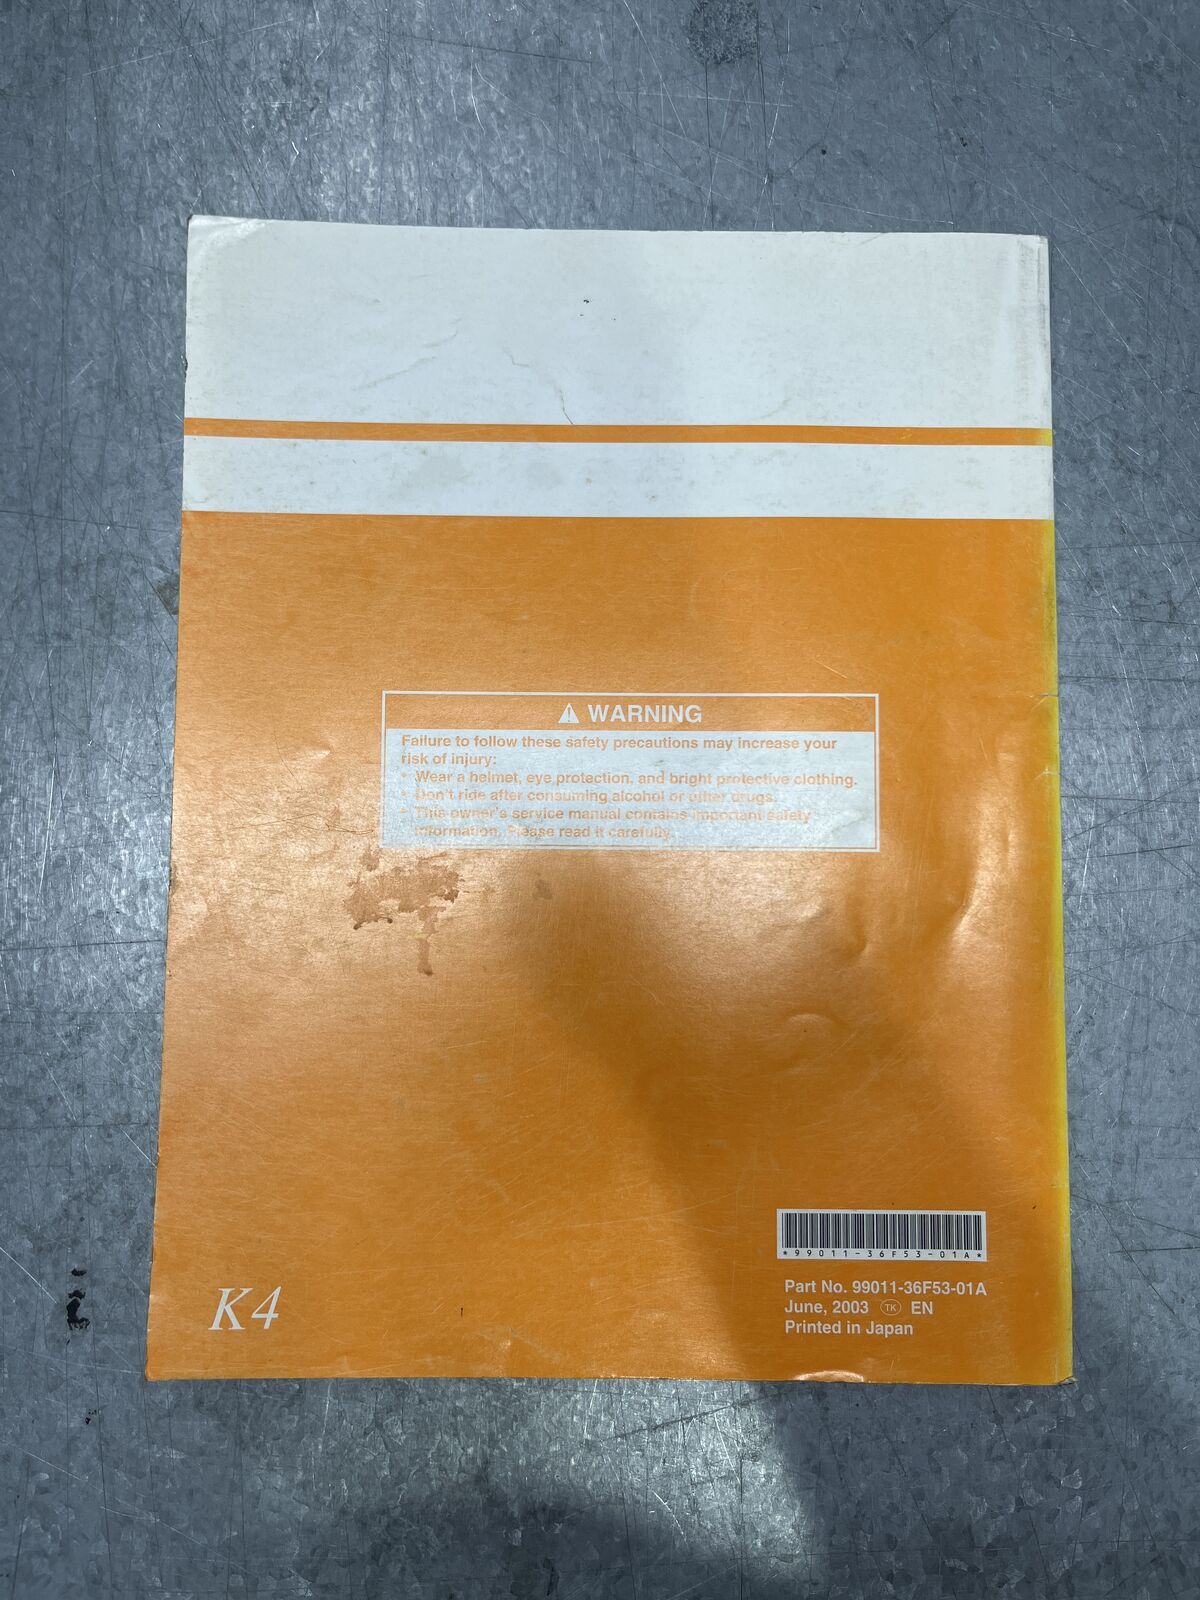 ⚠ WARNING
Failure to follow these safety precautions may increase your
risk of injury:
• Wear a helmet, eye protection, and bright protective clothing.
• Don't ride after consuming alcohol or other drugs.
• This owner's service manual contains important safety
information. Please read it carefully.
*99011-36F53-01A*
Part No. 99011-36F53-01A
June, 2003 TK EN
Printed in Japan
K4